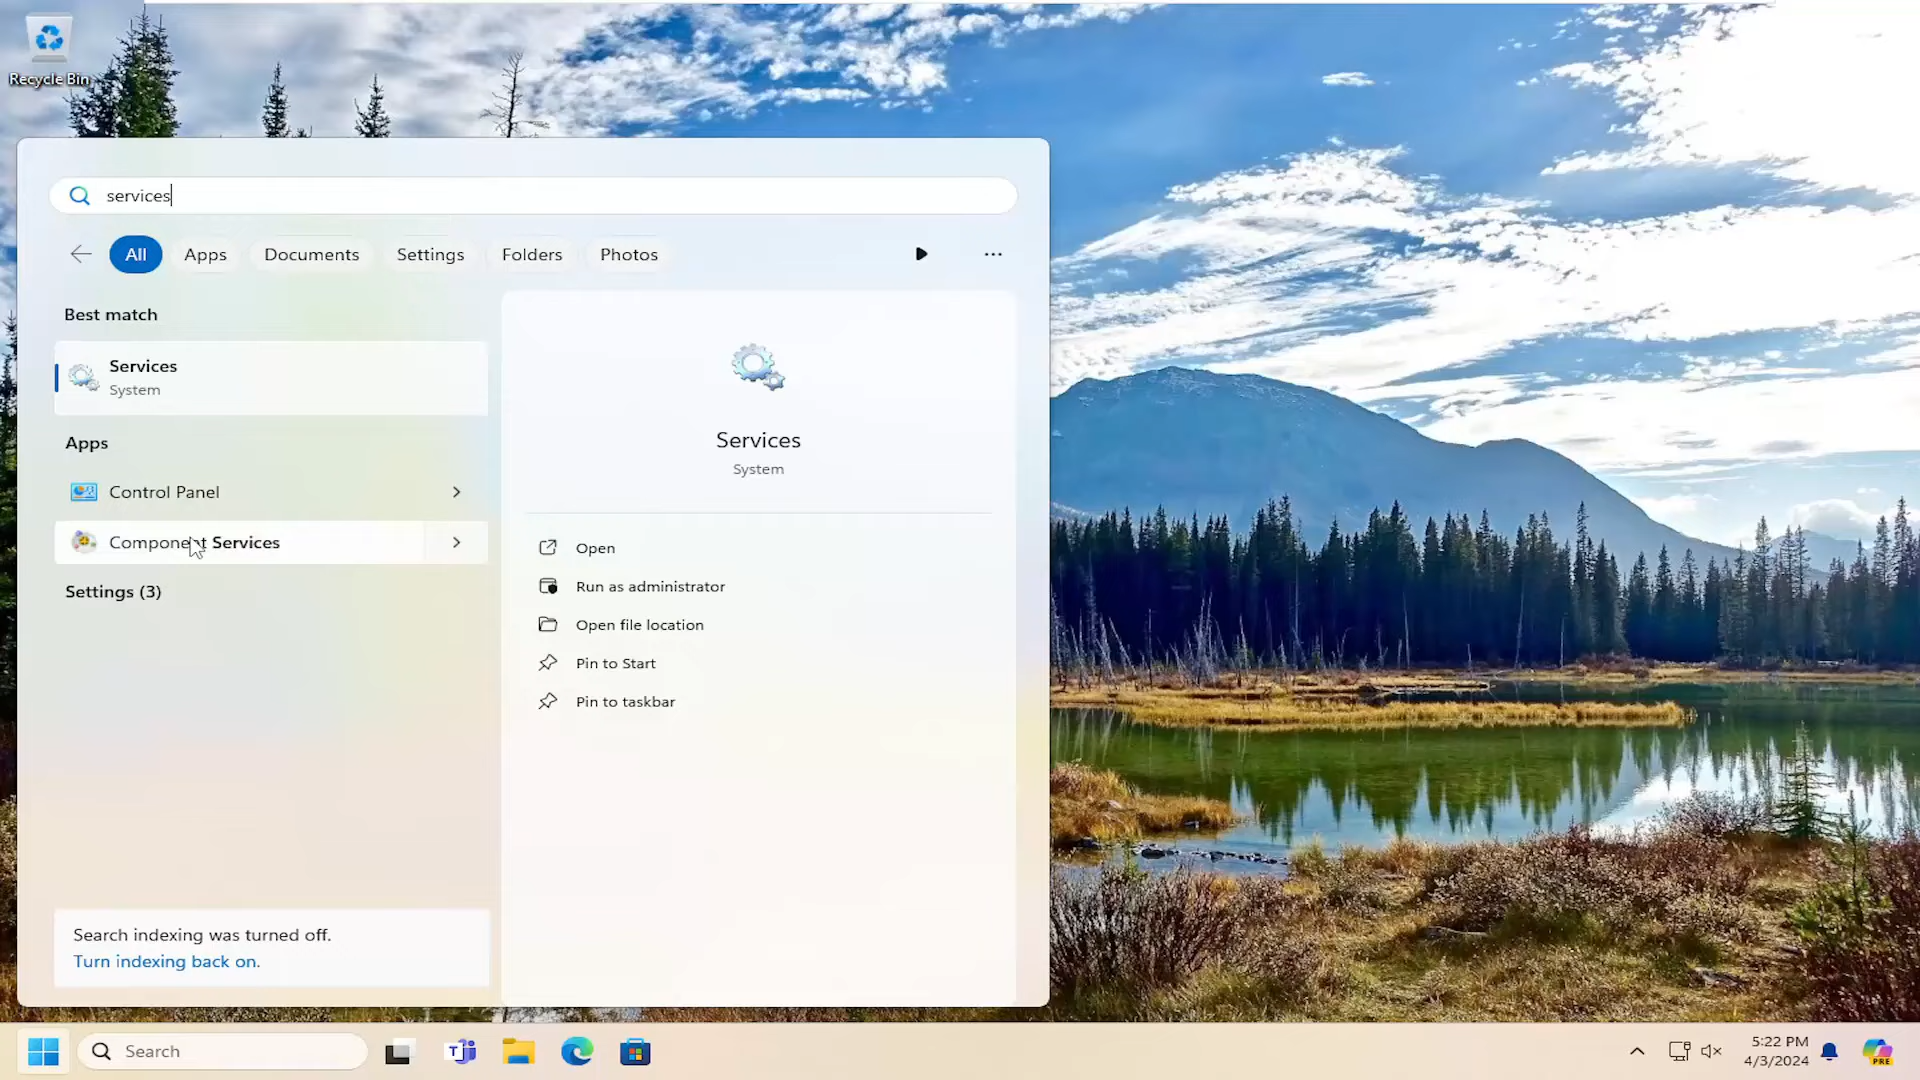 Recycle Bin
services
All
Apps
Documents
Settings
Folders
Photos
Best match
Services
System
Apps
Control Panel
Component Services
Settings (3)
Search indexing was turned off.
Turn indexing back on.
Services
System
Open
Run as administrator
Open file location
Pin to Start
Pin to taskbar
Search
5:22 PM
4/3/2024
PRE